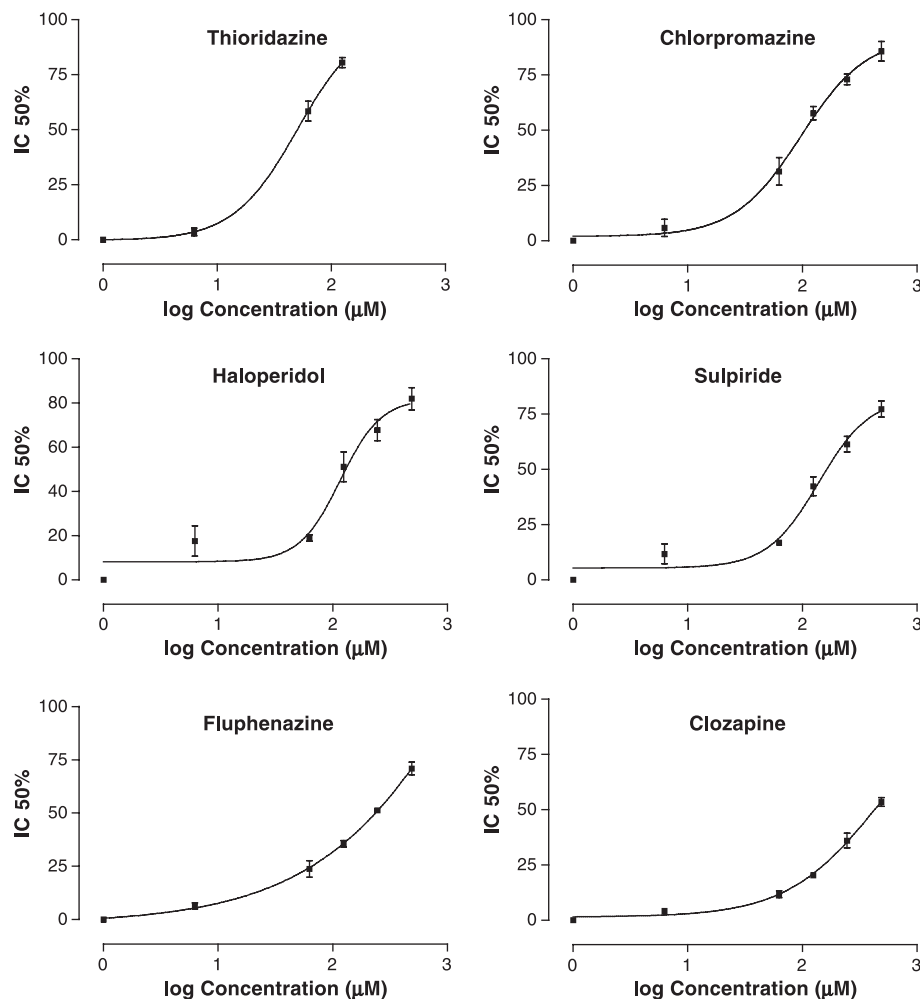 Thioridazine
100
75
50
25
0
IC 50%
0 1 2 3
log Concentration (µM)
Chlorpromazine
100
75
50
25
0
IC 50%
0 1 2 3
log Concentration (µM)
Haloperidol
100
80
60
40
20
0
IC 50%
0 1 2 3
log Concentration (µM)
Sulpiride
100
75
50
25
0
IC 50%
0 1 2 3
log Concentration (µM)
Fluphenazine
100
75
50
25
0
IC 50%
0 1 2 3
log Concentration (µM)
Clozapine
100
75
50
25
0
IC 50%
0 1 2 3
log Concentration (µM)